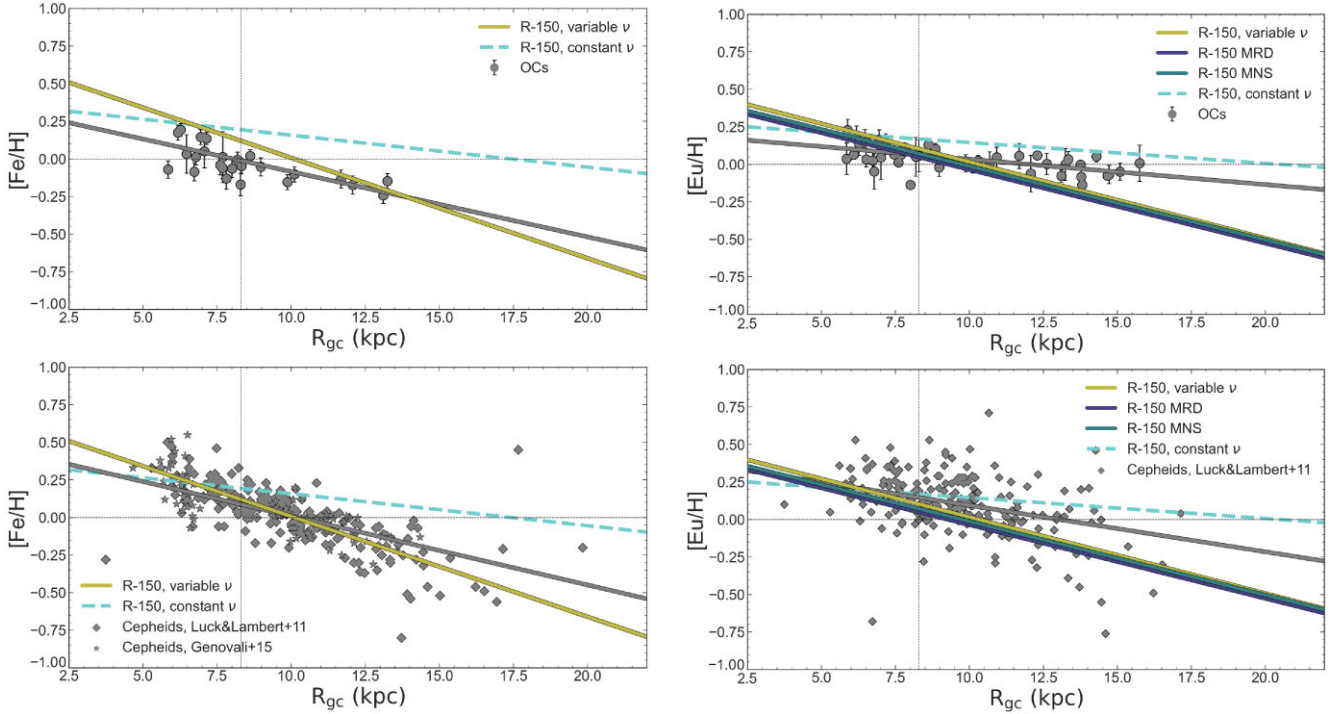 1.00
0.75
0.50
0.25
0.00
−0.25
−0.50
−0.75
−1.00
[Fe/H]
R-150, variable ν
R-150, constant ν
OCs
2.5 5.0 7.5 10.0 12.5 15.0 17.5 20.0
R_gc (kpc)
1.00
0.75
0.50
0.25
0.00
−0.25
−0.50
−0.75
−1.00
[Eu/H]
R-150, variable ν
R-150 MRD
R-150 MNS
R-150, constant ν
OCs
2.5 5.0 7.5 10.0 12.5 15.0 17.5 20.0
R_gc (kpc)
1.00
0.75
0.50
0.25
0.00
−0.25
−0.50
−0.75
−1.00
[Fe/H]
R-150, variable ν
R-150, constant ν
Cepheids, Luck&Lambert+11
Cepheids, Genovali+15
2.5 5.0 7.5 10.0 12.5 15.0 17.5 20.0
R_gc (kpc)
1.00
0.75
0.50
0.25
0.00
−0.25
−0.50
−0.75
−1.00
[Eu/H]
R-150, variable ν
R-150 MRD
R-150 MNS
R-150, constant ν
Cepheids, Luck&Lambert+11
2.5 5.0 7.5 10.0 12.5 15.0 17.5 20.0
R_gc (kpc)